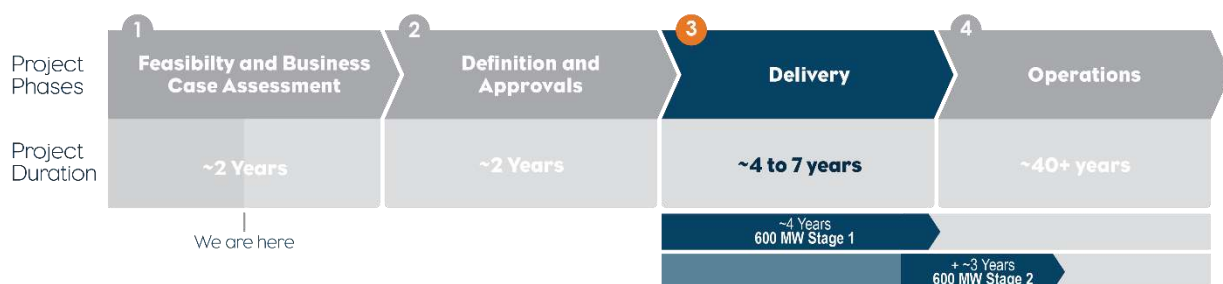 1
2
3
4
Project
Phases
Feasibilty and Business
Case Assessment
Definition and
Approvals
Delivery
Operations
Project
Duration
~2 Years
~2 Years
~4 to 7 years
~40+ years
We are here
~4 Years
600 MW Stage 1
+ ~3 Years
600 MW Stage 2